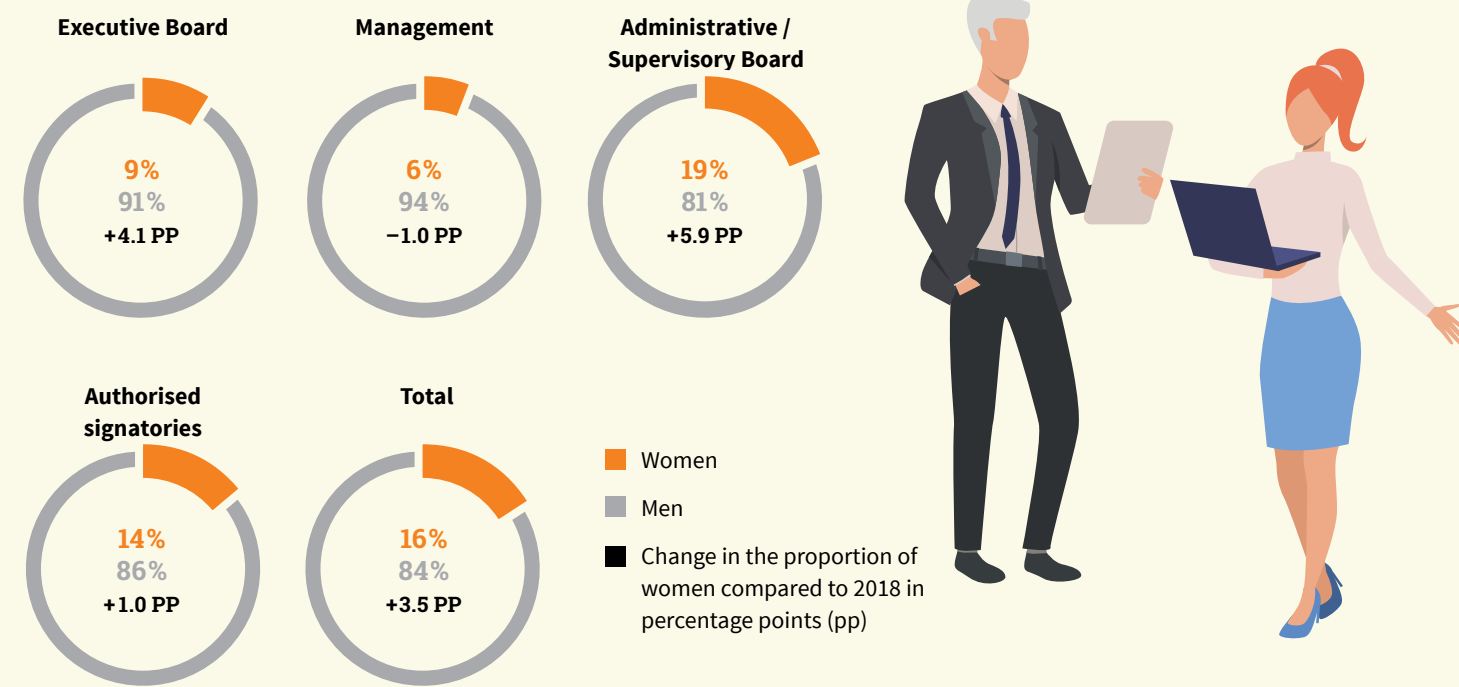 Executive Board
9%
91%
+4.1 PP
Management
6%
94%
−1.0 PP
Administrative /
Supervisory Board
19%
81%
+5.9 PP
Authorised
signatories
14%
86%
+1.0 PP
Total
16%
84%
+3.5 PP
Women
Men
Change in the proportion of
women compared to 2018 in
percentage points (pp)